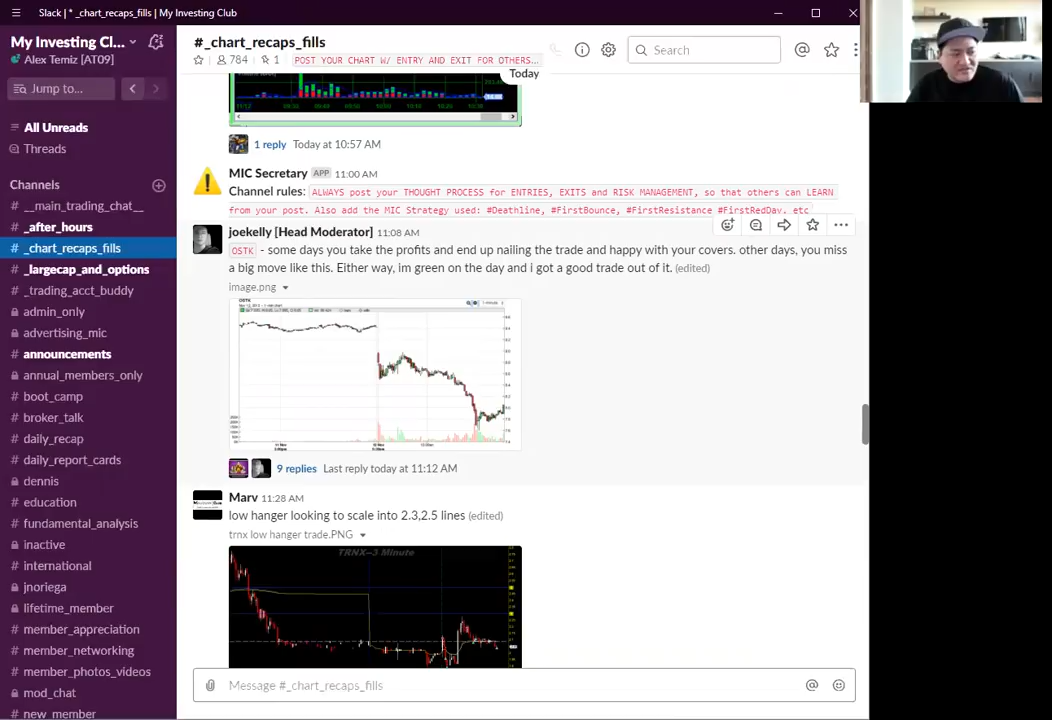 Slack | * _chart_recaps_fills | My Investing Club
My Investing Cl...
Alex Temiz [AT09]
Jump to...
All Unreads
Threads
Channels
# __main_trading_chat__
# _after_hours
# _chart_recaps_fills
# _largecap_and_options
# _trading_acct_buddy
admin_only
advertising_mic
# announcements
annual_members_only
# boot_camp
# broker_talk
# daily_recap
# daily_report_cards
# dennis
# education
# fundamental_analysis
inactive
# international
jnoriega
lifetime_member
# member_appreciation
# member_networking
# member_photos_videos
# mod_chat
# new_member
#_chart_recaps_fills
784
1
POST YOUR CHART W/ ENTRY AND EXIT FOR OTHERS...
Search
Today
1 reply Today at 10:57 AM
MIC Secretary APP 11:00 AM
Channel rules: ALWAYS post your THOUGHT PROCESS for ENTRIES, EXITS and RISK MANAGEMENT, so that others can LEARN
from your post. Also add the MIC Strategy used: #Deathline, #FirstBounce, #FirstResistance #FirstRedDay. etc
joekelly [Head Moderator] 11:08 AM
OSTK - some days you take the profits and end up nailing the trade and happy with your covers. other days, you miss
a big move like this. Either way, im green on the day and i got a good trade out of it. (edited)
image.png
9 replies Last reply today at 11:12 AM
Marv 11:28 AM
low hanger looking to scale into 2.3,2.5 lines (edited)
trnx low hanger trade.PNG
TRNX--3 Minute
Message #_chart_recaps_fills